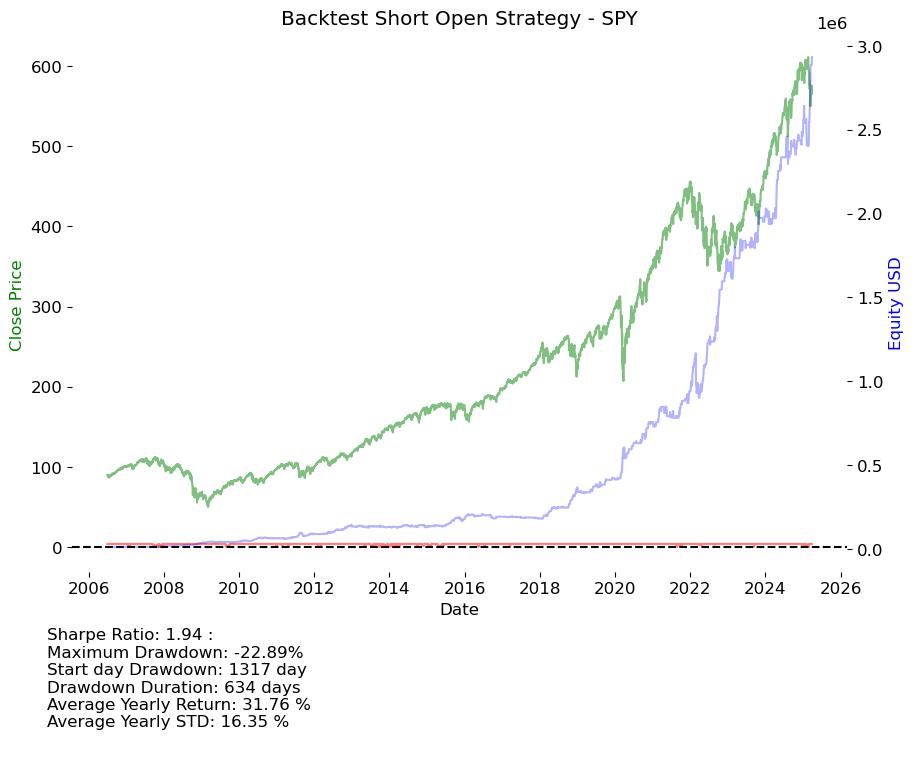 Backtest Short Open Strategy - SPY
1e6
600
500
400
300
200
100
0
3.0
2.5
2.0
1.5
1.0
0.5
0.0
Close Price
Equity USD
2006 2008 2010 2012 2014 2016 2018 2020 2022 2024 2026
Date
Sharpe Ratio: 1.94 :
Maximum Drawdown: -22.89%
Start day Drawdown: 1317 day
Drawdown Duration: 634 days
Average Yearly Return: 31.76 %
Average Yearly STD: 16.35 %